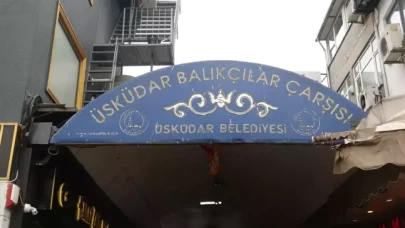 ÜSKÜDAR BALIKÇILAR ÇARŞISI
ÜSKÜDAR BELEDİYESİ